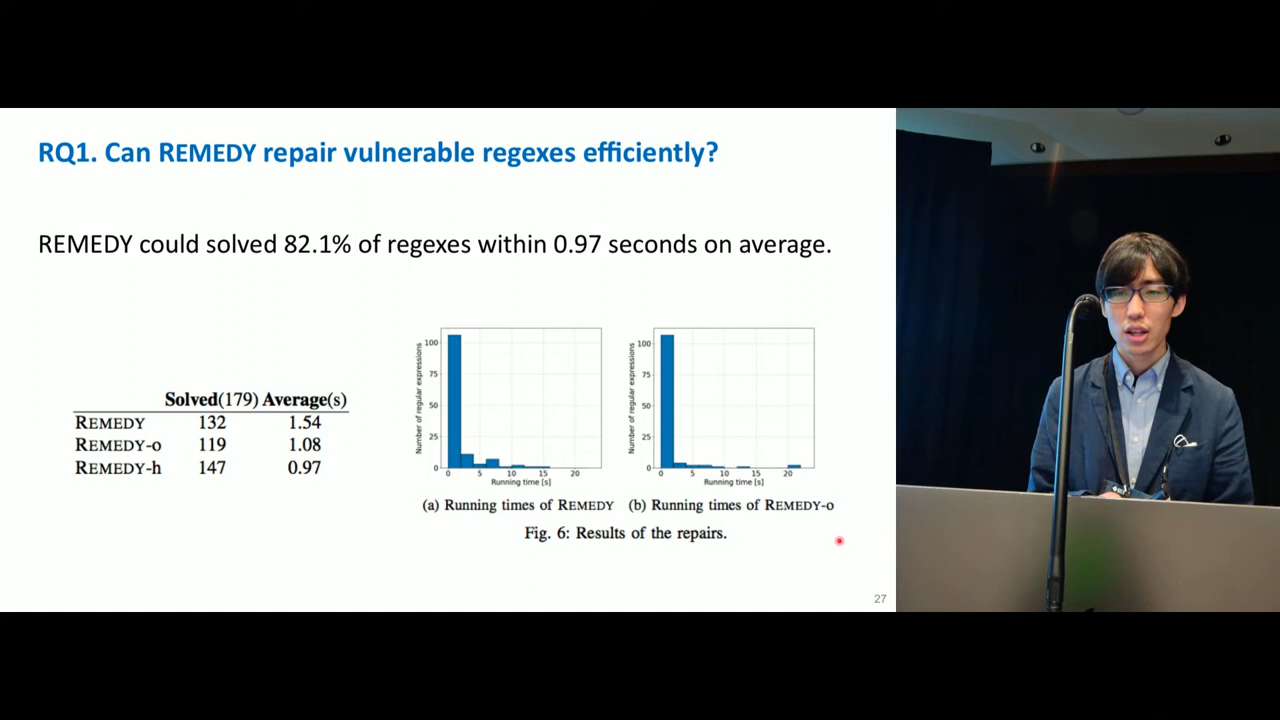 RQ1. Can REMEDY repair vulnerable regexes efficiently?
REMEDY could solved 82.1% of regexes within 0.97 seconds on average.
Solved(179) Average(s)
REMEDY 132 1.54
REMEDY-o 119 1.08
REMEDY-h 147 0.97
Number of regular expressions
100
75
50
25
0
0 5 10 15 20
Running time [s]
(a) Running times of REMEDY
Number of regular expressions
100
75
50
25
0
0 5 10 15 20
Running time [s]
(b) Running times of REMEDY-o
Fig. 6: Results of the repairs.
27